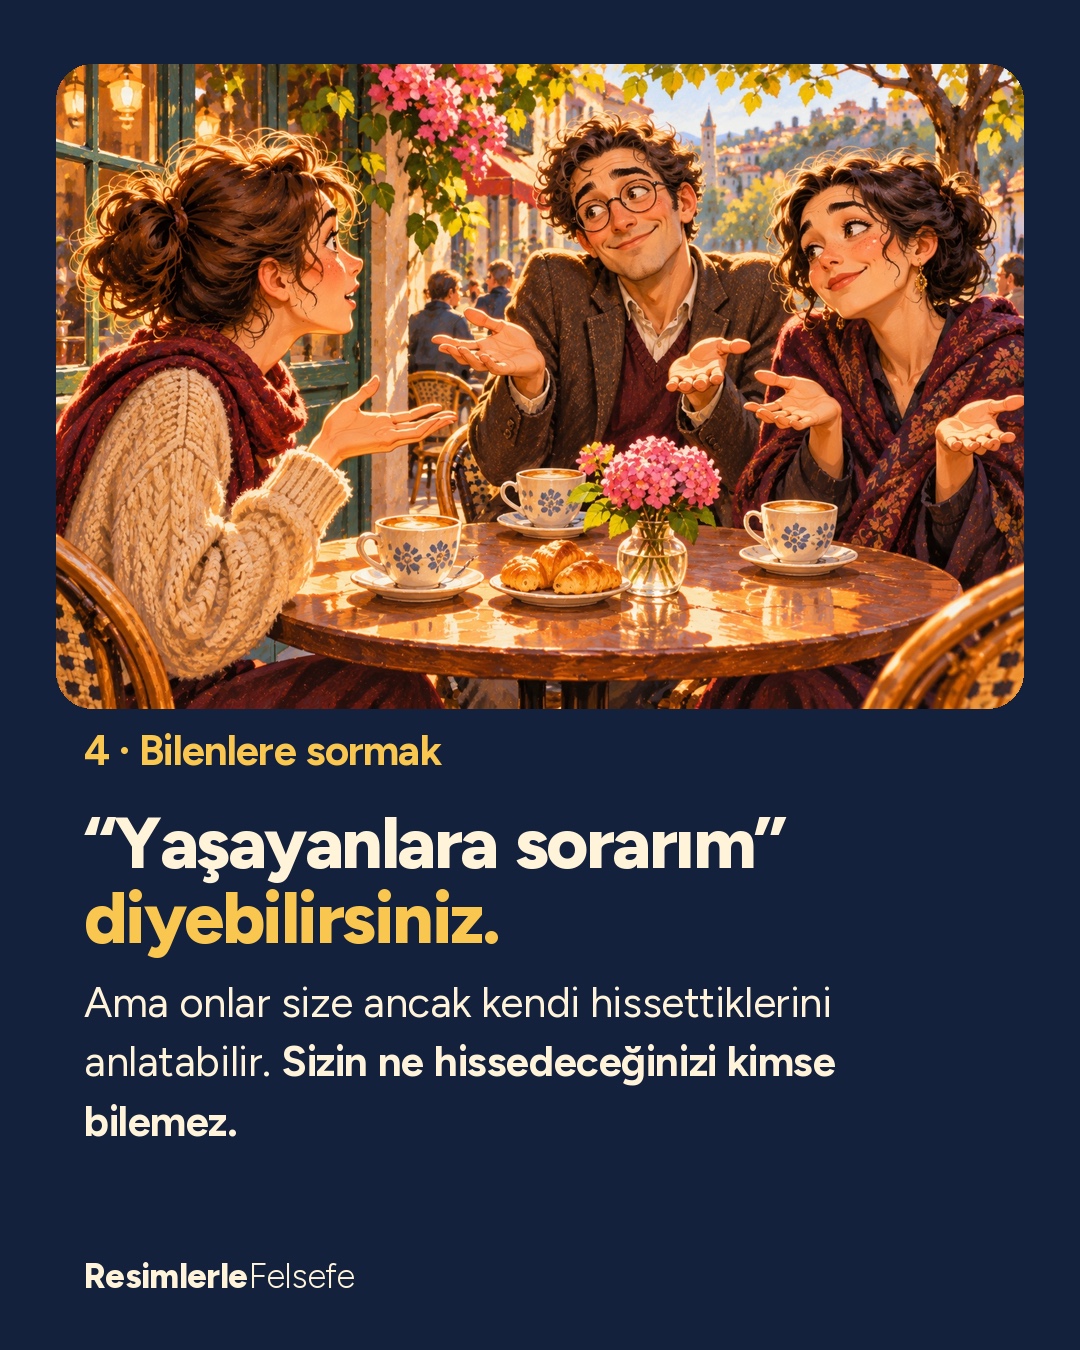 4 · Bilenlere sormak
“Yaşayanlara sorarım”
diyebilirsiniz.
Ama onlar size ancak kendi hissettiklerini
anlatabilir. Sizin ne hissedeceğinizi kimse
bilemez.
ResimlerleFelsefe